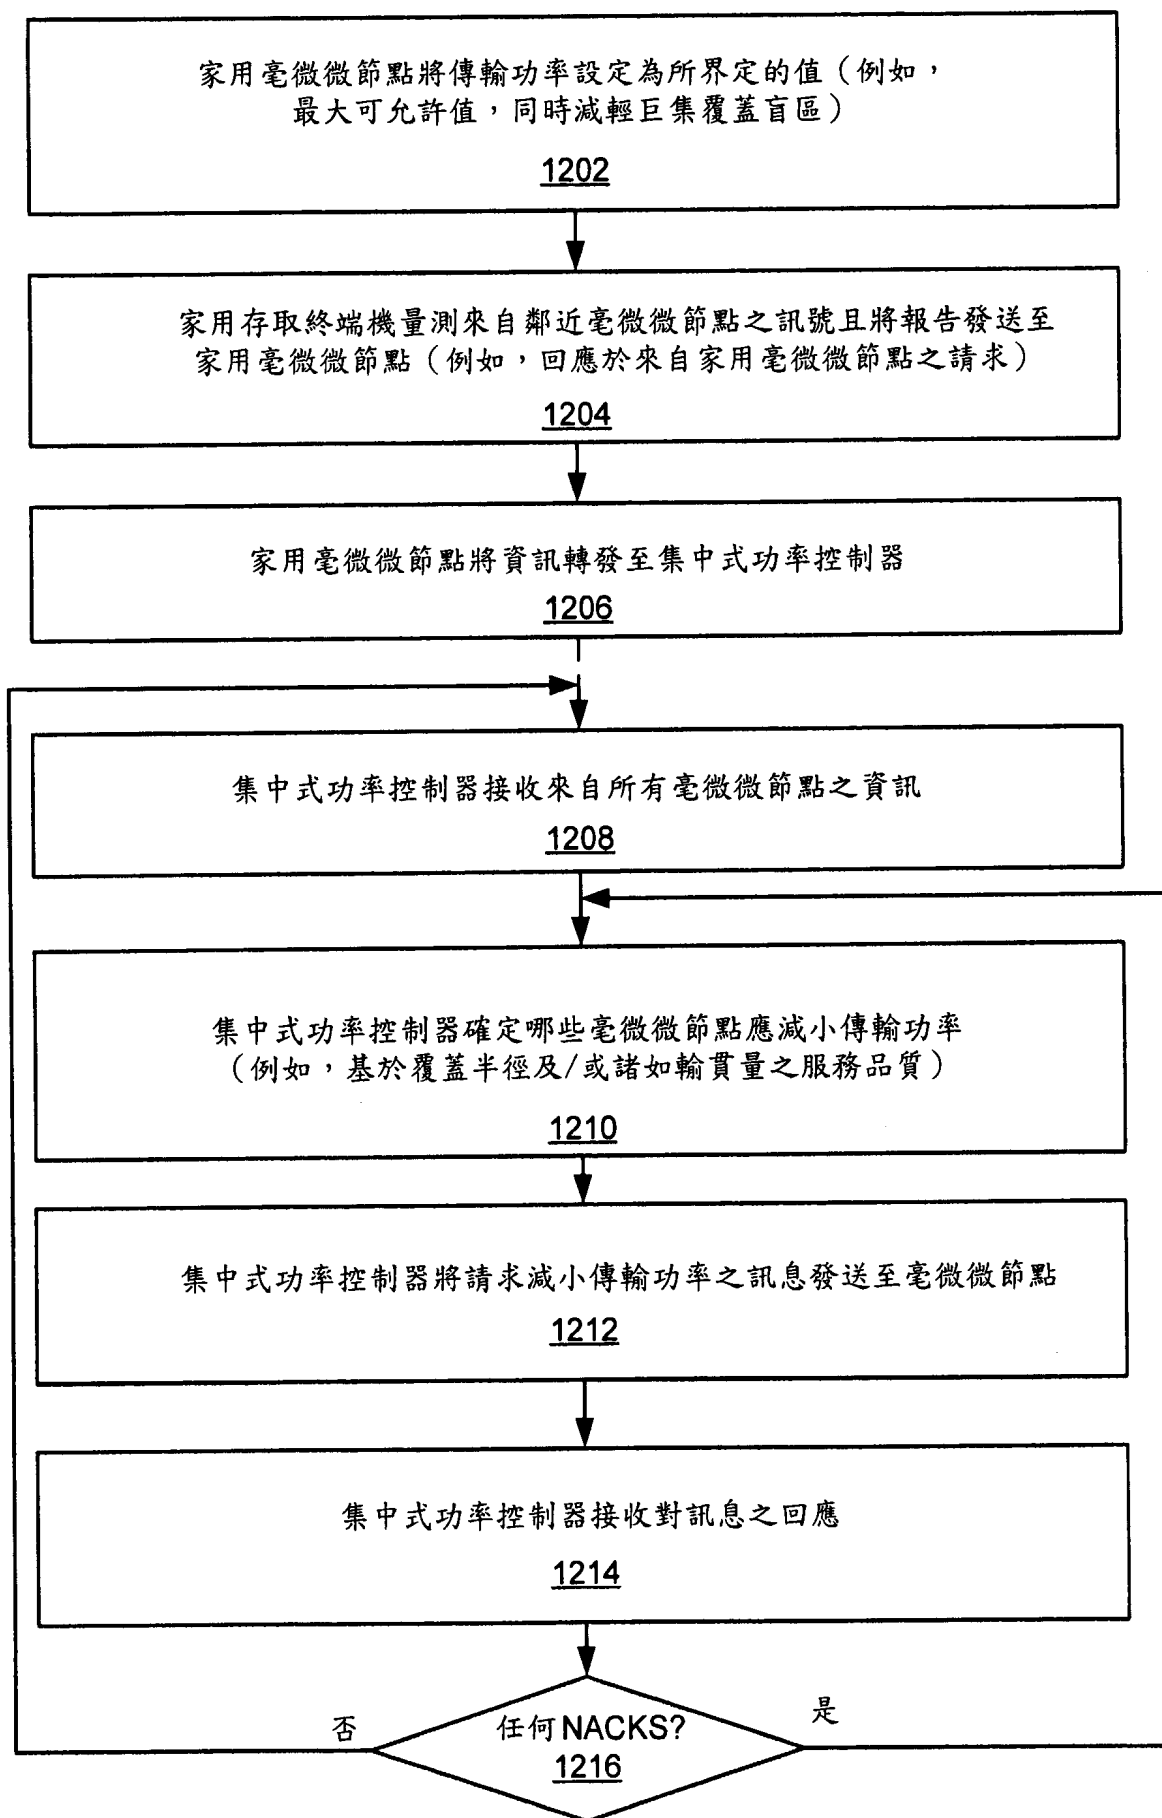 家用毫微微節點將傳輸功率設定為所界定的值（例如，
最大可允許值，同時減輕巨集覆蓋盲區）
1202
家用存取終端機量測來自鄰近毫微微節點之訊號且將報告發送至
家用毫微微節點（例如，回應於來自家用毫微微節點之請求）
1204
家用毫微微節點將資訊轉發至集中式功率控制器
1206
集中式功率控制器接收來自所有毫微微節點之資訊
1208
集中式功率控制器確定哪些毫微微節點應減小傳輸功率
（例如，基於覆蓋半徑及/或諸如輸貫量之服務品質）
1210
集中式功率控制器將請求減小傳輸功率之訊息發送至毫微微節點
1212
集中式功率控制器接收對訊息之回應
1214
否
任何NACKS?
是
1216